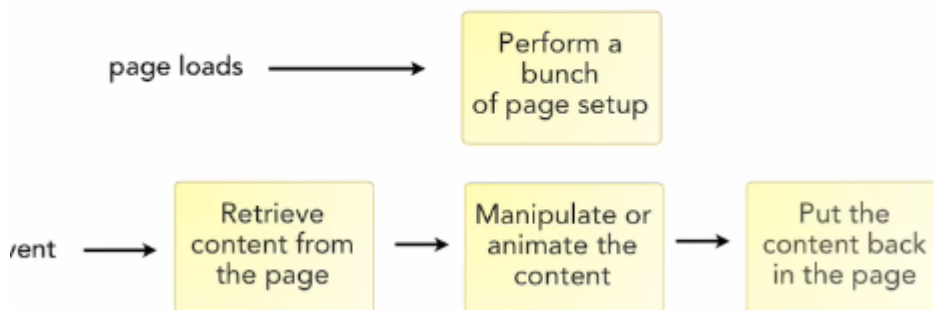 page loads
Perform a
bunch
of page setup
vent
Retrieve
content from
the page
Manipulate or
animate the
content
Put the
content back
in the page